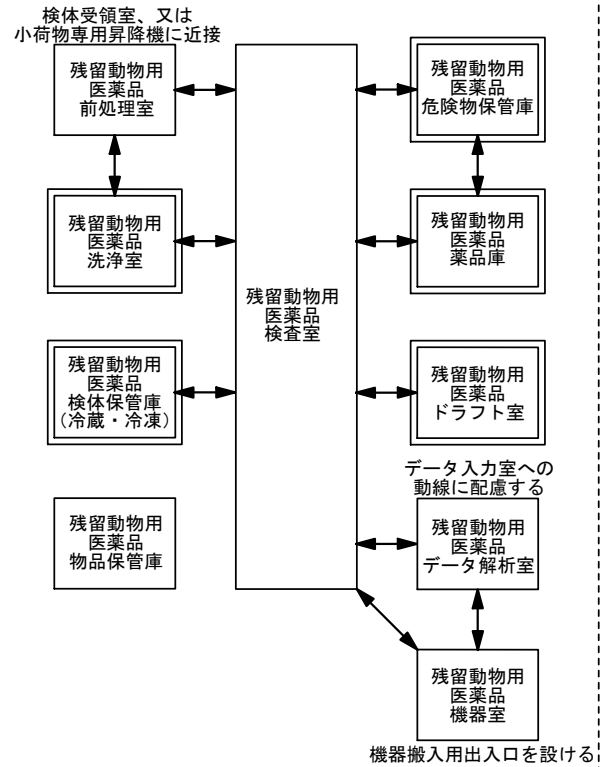 検体受領室、又は
小荷物専用昇降機に近接
残留動物用
医薬品
前処理室
残留動物用
医薬品
洗浄室
残留動物用
医薬品
検体保管庫
(冷蔵・冷凍)
残留動物用
医薬品
物品保管庫
残留動物用
医薬品
検査室
残留動物用
医薬品
危険物保管庫
残留動物用
医薬品
薬品庫
残留動物用
医薬品
ドラフト室
データ入力室への
動線に配慮する
残留動物用
医薬品
データ解析室
残留動物用
医薬品
機器室
機器搬入用出入口を設ける